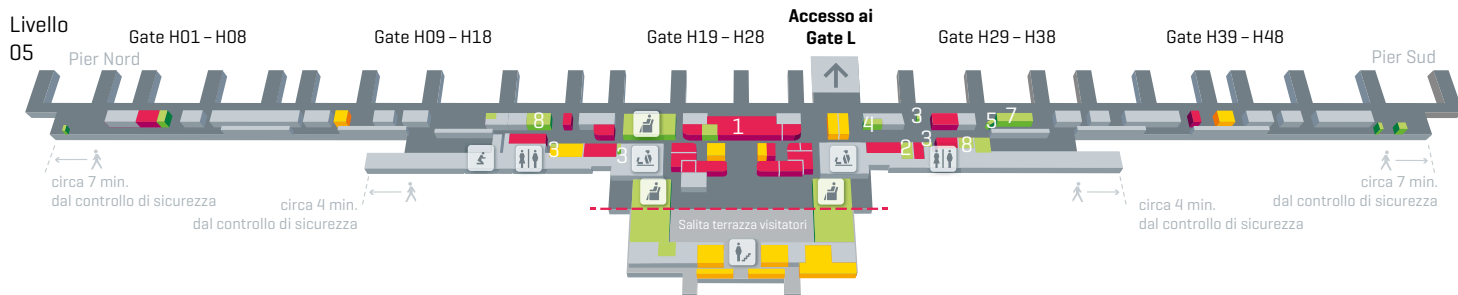 Livello
05
Gate H01 – H08
Gate H09 – H18
Gate H19 – H28
Accesso ai
Gate L
Gate H29 – H38
Gate H39 – H48
Pier Nord
Pier Sud
8
1
4
3
5
7
3
3
2
3
8
circa 7 min.
dal controllo di sicurezza
circa 4 min.
dal controllo di sicurezza
Salita terrazza visitatori
circa 4 min.
dal controllo di sicurezza
circa 7 min.
dal controllo di sicurezza